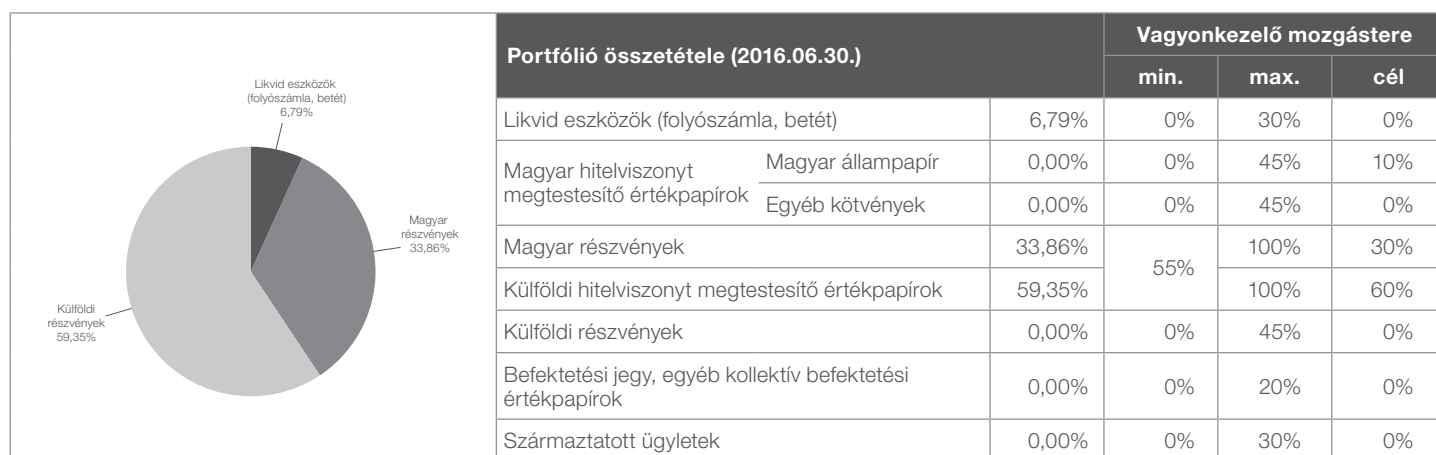 Likvid eszközök
(folyószámla, betét)
6,79%
Magyar
részvények
33,86%
Külföldi
részvények
59,35%
Portfólió összetétele (2016.06.30.) Vagyonkezelő mozgástere
min. max. cél
Likvid eszközök (folyószámla, betét) 6,79% 0% 30% 0%
Magyar hitelviszonyt
megtestesítő értékpapírok
Magyar állampapír 0,00% 0% 45% 10%
Egyéb kötvények 0,00% 0% 45% 0%
Magyar részvények 33,86% 55% 100% 30%
Külföldi hitelviszonyt megtestesítő értékpapírok 59,35% 100% 60%
Külföldi részvények 0,00% 0% 45% 0%
Befektetési jegy, egyéb kollektív befektetési
értékpapírok 0,00% 0% 20% 0%
Származtatott ügyletek 0,00% 0% 30% 0%